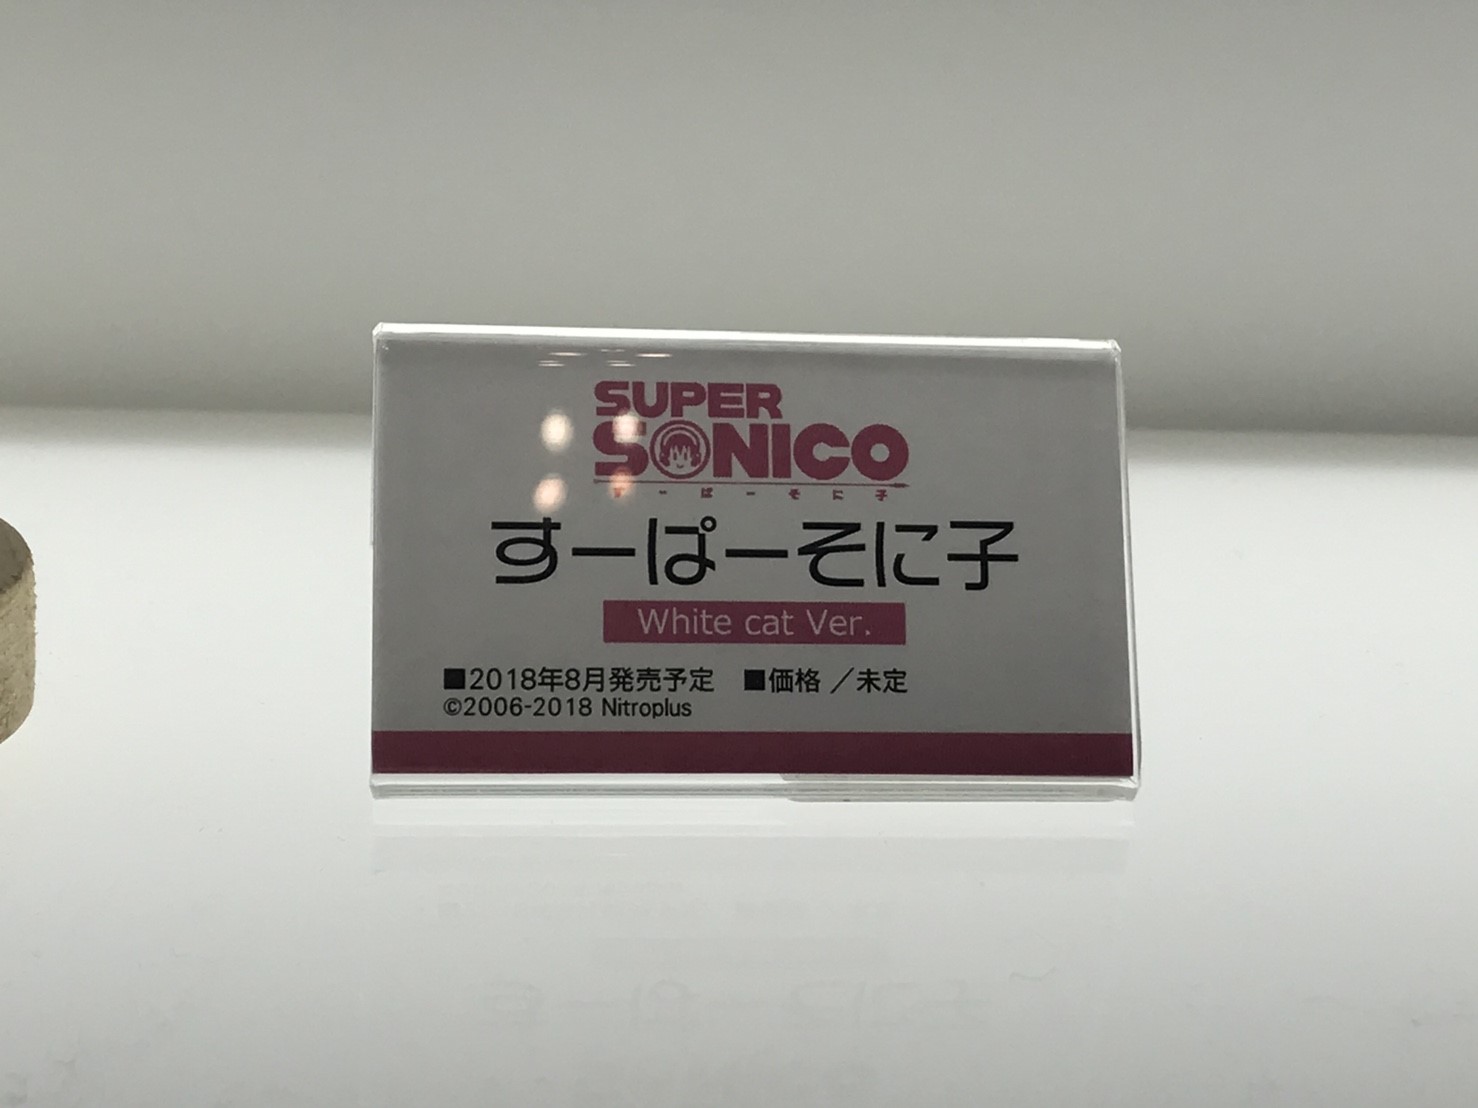 SUPER
SONICO
すーぱーそに子
すーぱーそに子
White cat Ver.
■2018年8月発売予定 ■価格／未定
©2006-2018 Nitroplus